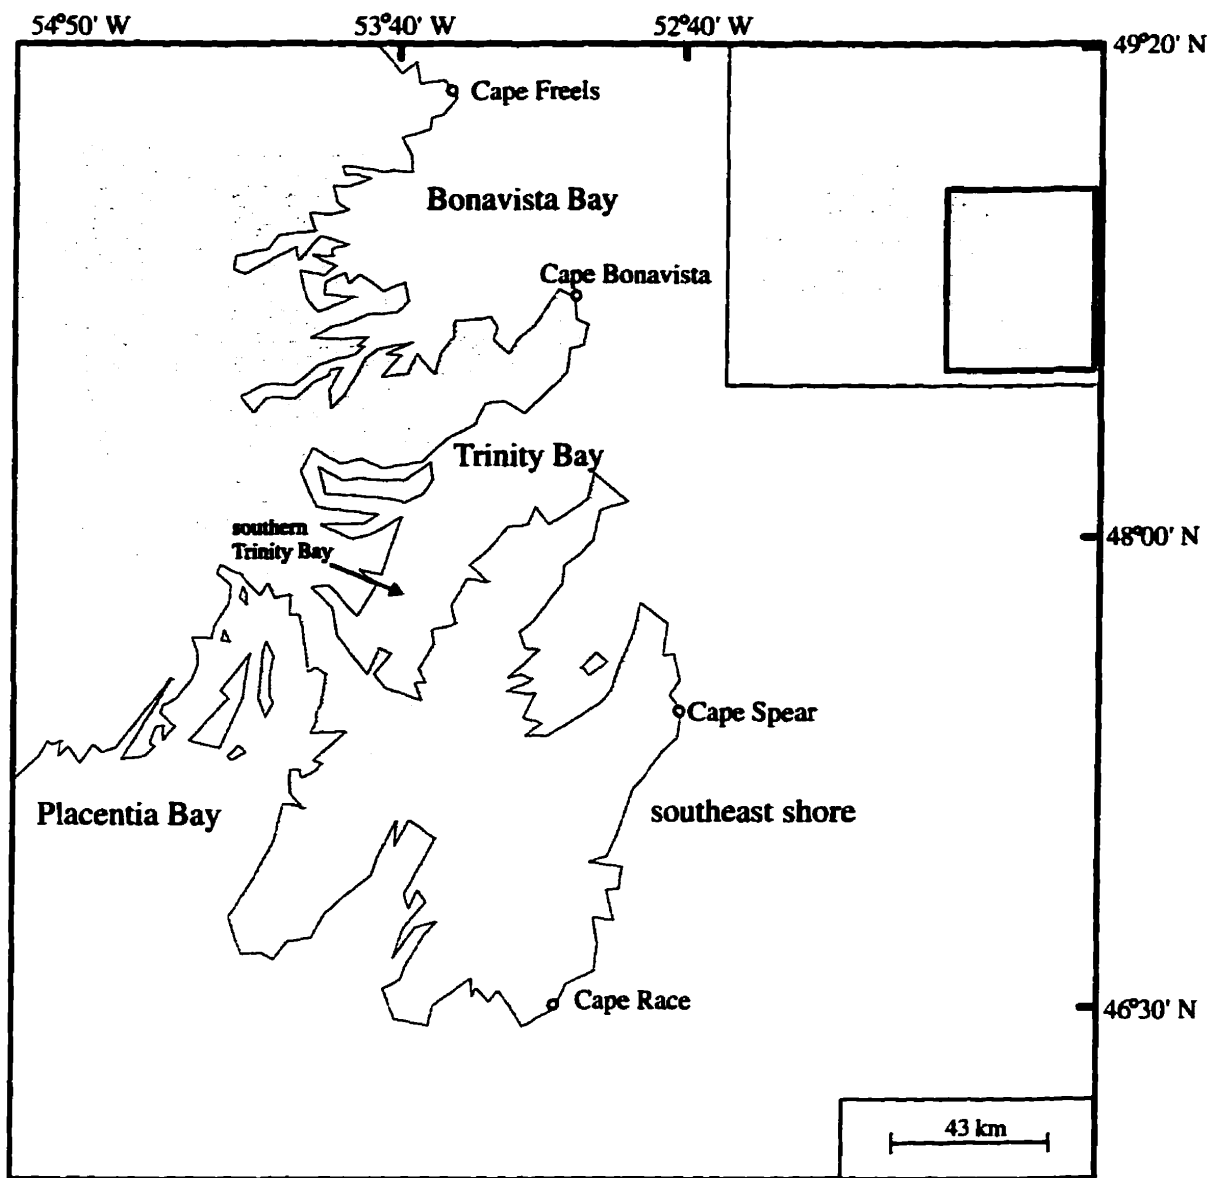 54°50' W
53°40' W
52°40' W
49°20' N
Cape Freels
Bonavista Bay
Cape Bonavista
Trinity Bay
southern
Trinity Bay
48°00' N
Cape Spear
Placentia Bay
southeast shore
Cape Race
46°30' N
43 km